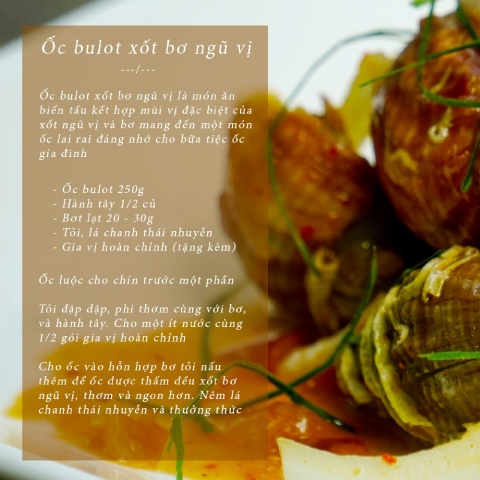 Ốc bulot xốt bơ ngũ vị
---/---
Ốc bulot xốt bơ ngũ vị là món ăn
biến tấu kết hợp mùi vị đặc biệt của
xốt ngũ vị và bơ mang đến một món
ốc lai rai đáng nhớ cho bữa tiệc ốc
gia đình
- Ốc bulot 250g
- Hành tây 1/2 củ
- Bơt lạt 20 - 30g
- Tỏi, lá chanh thái nhuyễn
- Gia vị hoàn chỉnh (tặng kèm)
Ốc luộc cho chín trước một phần
Tỏi đập dập, phi thơm cùng với bơ,
và hành tây. Cho một ít nước cùng
1/2 gói gia vị hoàn chỉnh
Cho ốc vào hỗn hợp bơ tỏi nấu
thêm để ốc được thấm đều xốt bơ
ngũ vị, thơm và ngon hơn. Nêm lá
chanh thái nhuyễn và thưởng thức